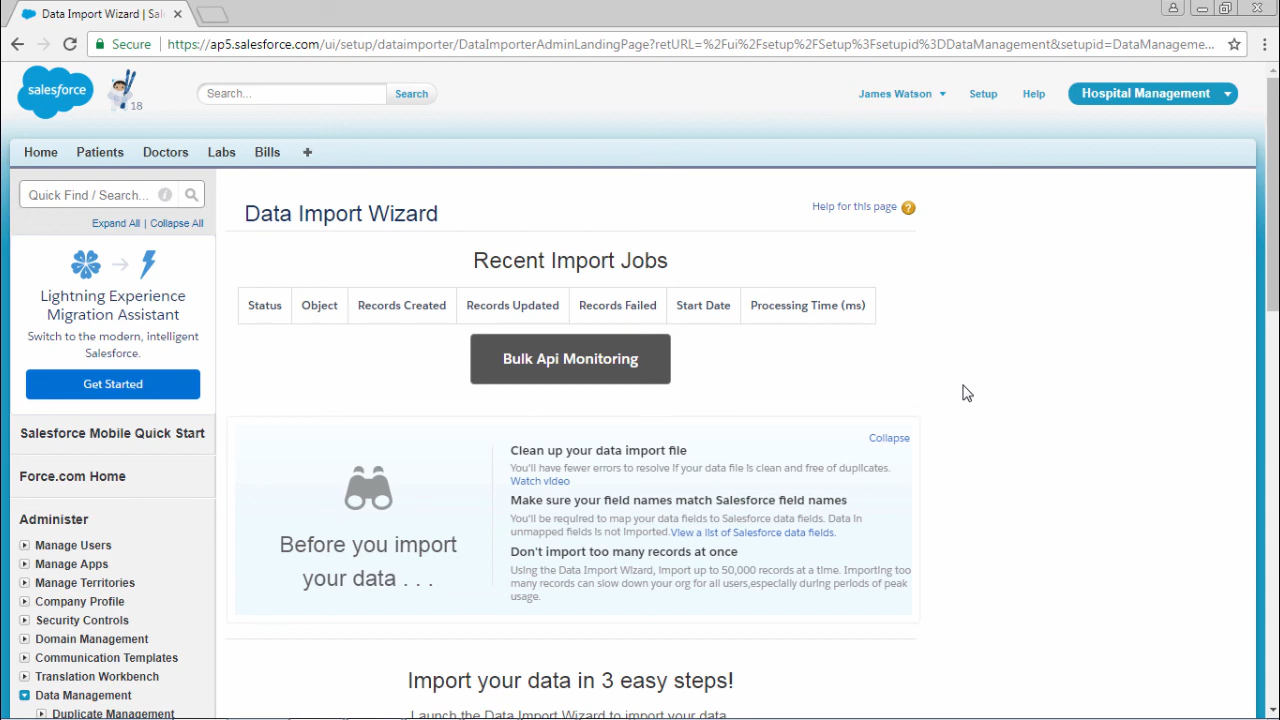 Data Import Wizard | Sal
Secure
https://ap5.salesforce.com/ui/setup/dataimporter/DataImporterAdminLandingPage?retURL=%2Fui%2Fsetup%2FSetup%3Fsetupid%3DDataManagement&setupid=DataManageme...
salesforce
18
Search...
Search
James Watson
Setup
Help
Hospital Management
Home
Patients
Doctors
Labs
Bills
+
Quick Find / Search...
Expand All | Collapse All
Lightning Experience
Migration Assistant
Switch to the modern, intelligent
Salesforce.
Get Started
Salesforce Mobile Quick Start
Force.com Home
Administer
Manage Users
Manage Apps
Manage Territories
Company Profile
Security Controls
Domain Management
Communication Templates
Translation Workbench
Data Management
Duplicate Management
Data Import Wizard
Help for this page
?
Recent Import Jobs
Status
Object
Records Created
Records Updated
Records Failed
Start Date
Processing Time (ms)
Bulk Api Monitoring
Collapse
Before you import
your data . . .
Clean up your data import file
You'll have fewer errors to resolve if your data file is clean and free of duplicates.
Watch video
Make sure your field names match Salesforce field names
You'll be required to map your data fields to Salesforce data fields. Data in
unmapped fields is not imported.View a list of Salesforce data fields.
Don't import too many records at once
Using the Data Import Wizard, import up to 50,000 records at a time. Importing too
many records can slow down your org for all users,especially during periods of peak
usage.
Import your data in 3 easy steps!
Launch the Data Import Wizard to import your data